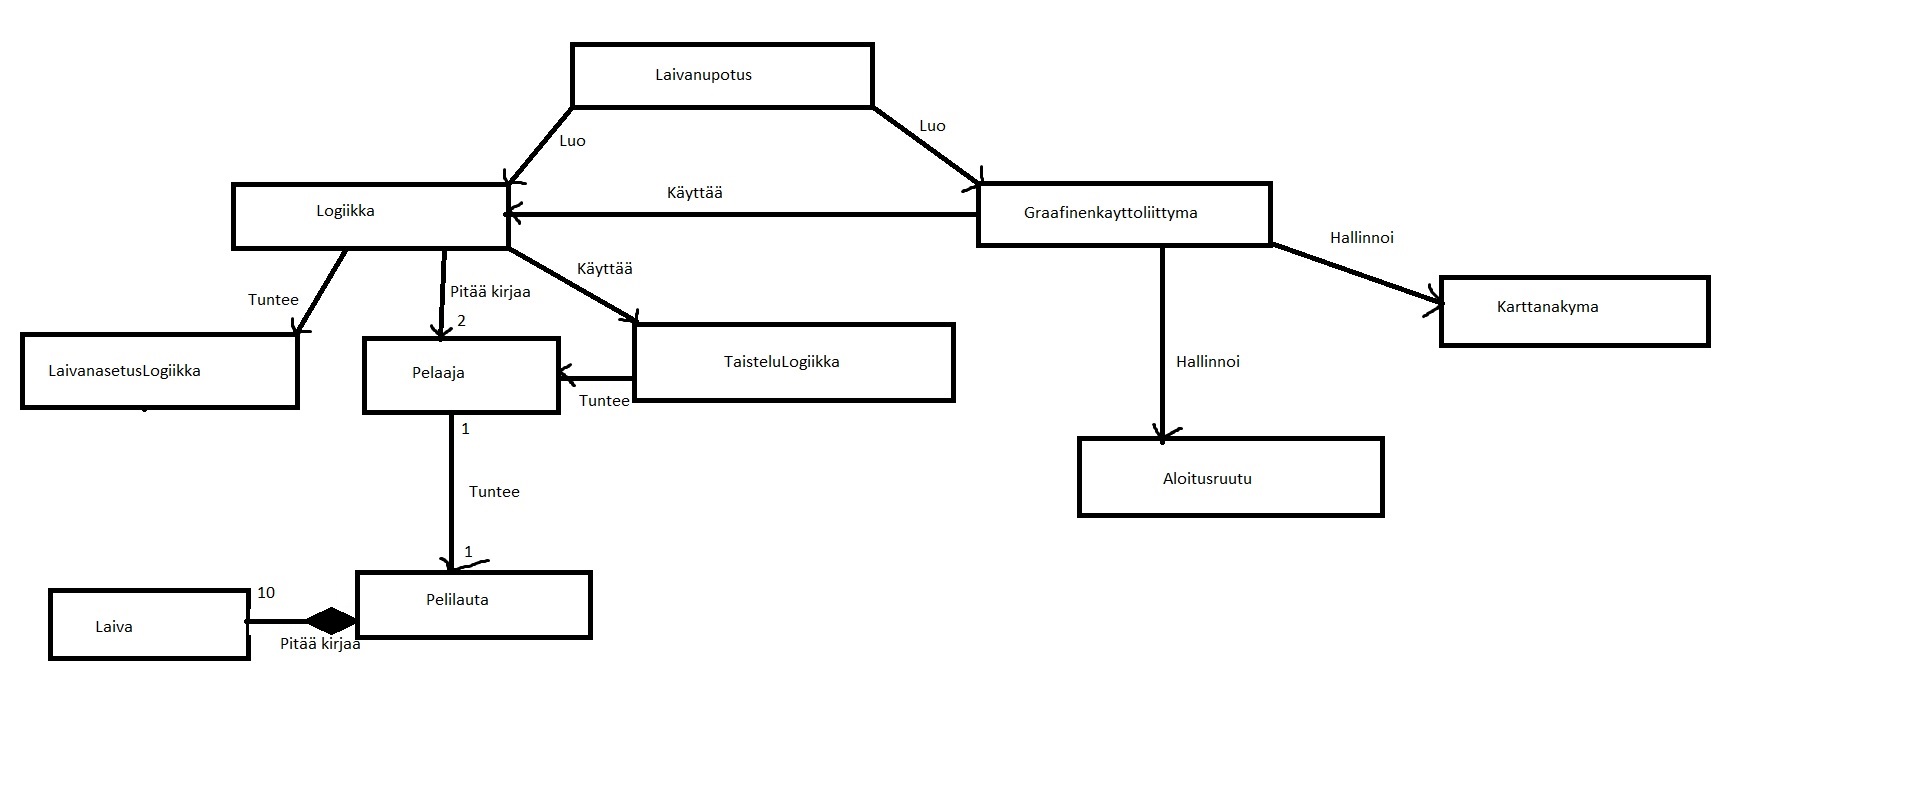 Laivanupotus
Luo
Luo
Käyttää
Logiikka
Graafinenkayttoliittyma
Hallinnoi
Käyttää
Tuntee
Pitää kirjaa
2
Karttanakyma
LaivanasetusLogiikka
Pelaaja
TaisteluLogiikka
Hallinnoi
Tuntee
1
Aloitusruutu
Tuntee
1
10
Pelilauta
Laiva
Pitää kirjaa